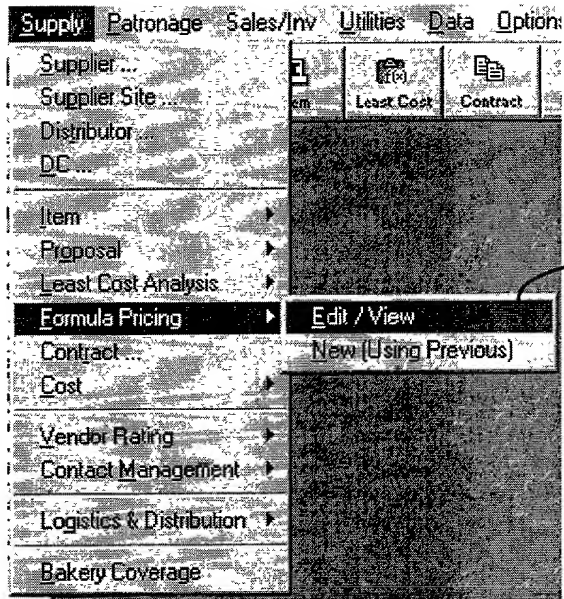 Supply Patronage Sales/Inv Utilities Data Options
Supplier ...
Supplier Site ...
Distributor ...
DC ...
Least Cost
Contract
Item
Proposal
Least Cost Analysis
Formula Pricing
Edit / View
New (Using Previous)
Contract ...
Cost
Vendor Rating
Contact Management
Logistics & Distribution
Bakery Coverage